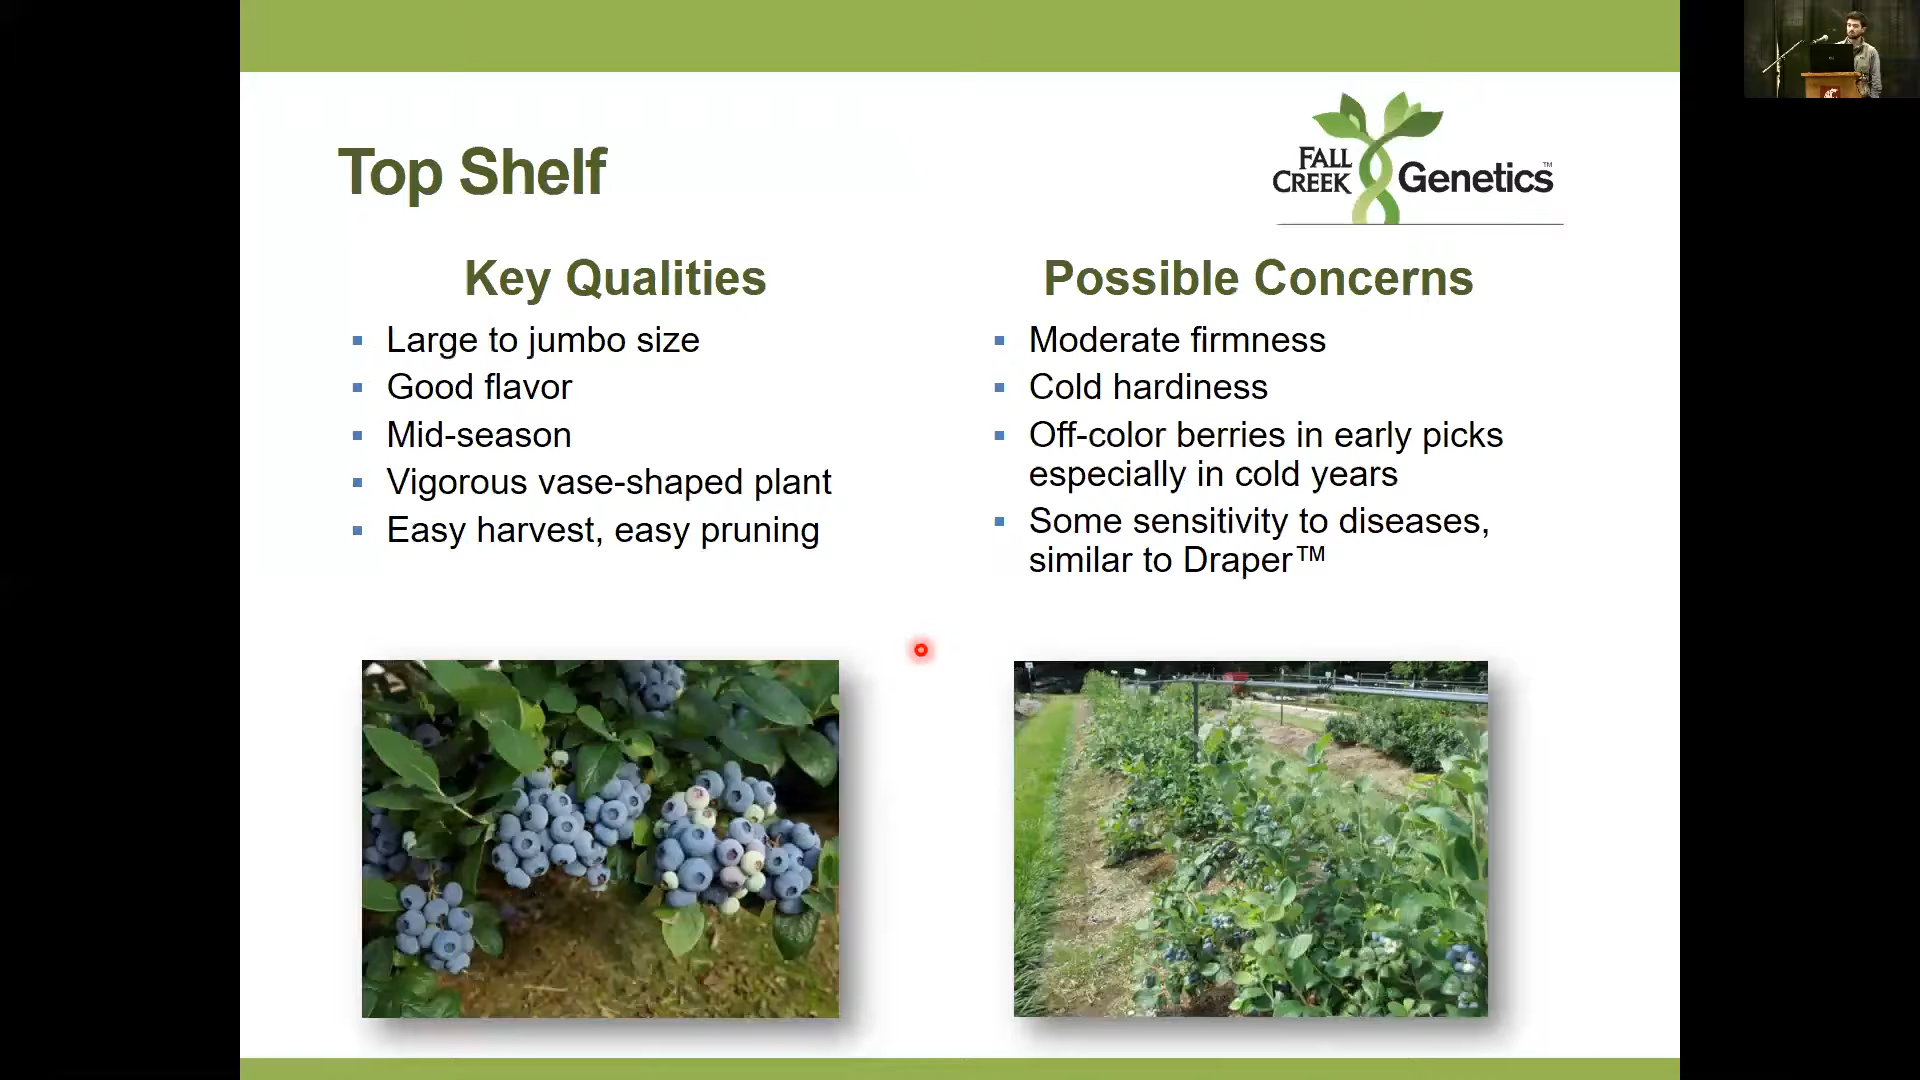 Top Shelf
FALL
CREEK Genetics™
Key Qualities
Large to jumbo size
Good flavor
Mid-season
Vigorous vase-shaped plant
Easy harvest, easy pruning
Possible Concerns
Moderate firmness
Cold hardiness
Off-color berries in early picks
especially in cold years
Some sensitivity to diseases,
similar to Draper™